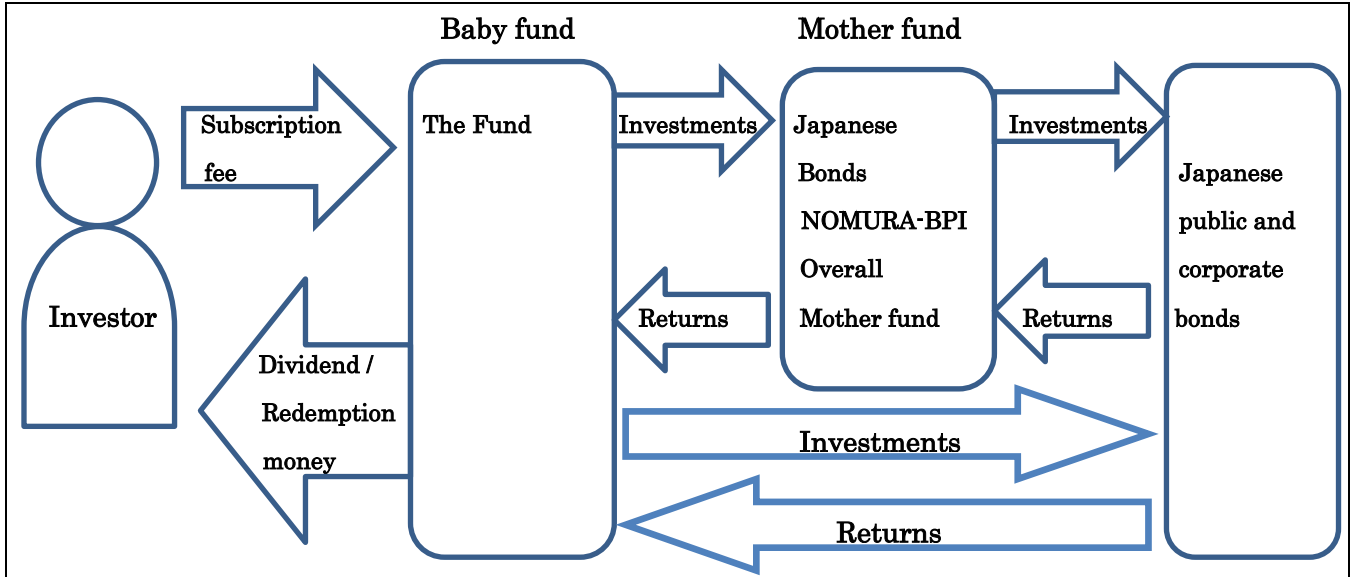 Baby fund
Mother fund
Subscription
fee
The Fund
Investments
Japanese
Bonds
NOMURA-BPI
Overall
Mother fund
Investments
Japanese
public and
corporate
bonds
Investor
Returns
Returns
Dividend /
Redemption
money
Investments
Returns